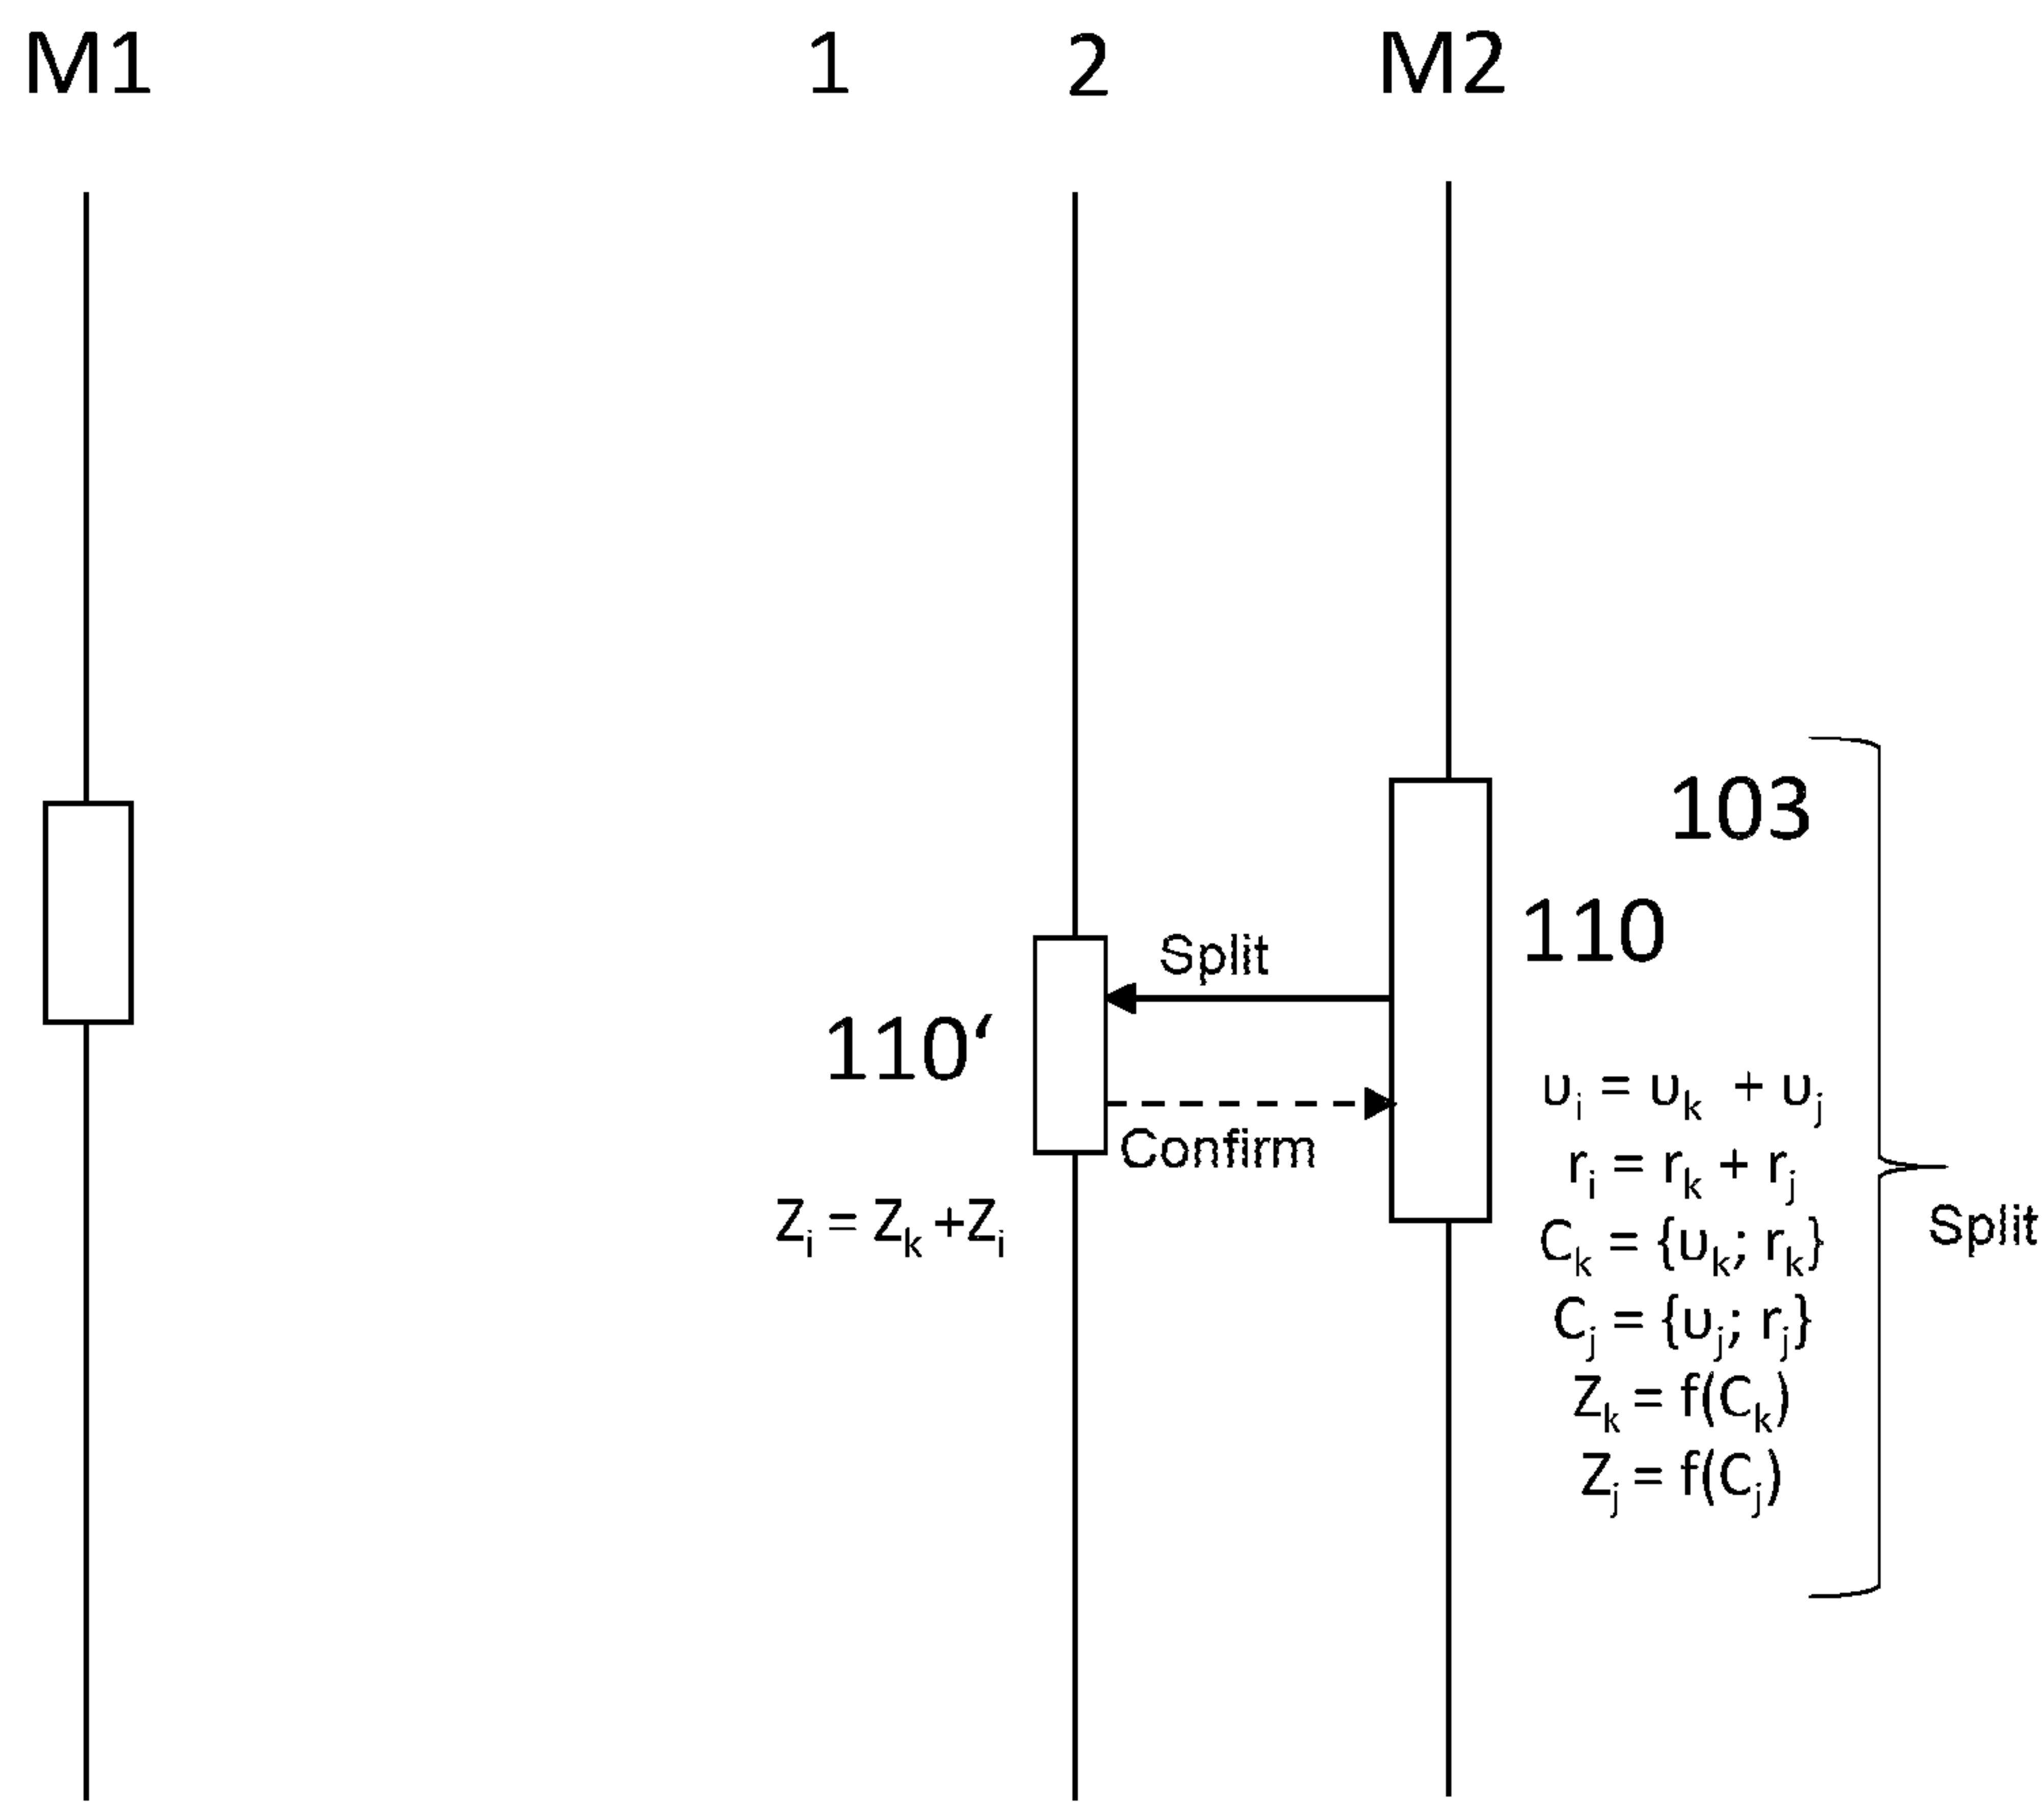 M1 1 2 M2
103
110
Split
110‘
υᵢ = υₖ + υⱼ
Confirm
rᵢ = rₖ + rⱼ
Zᵢ = Zₖ +Zᵢ
Split
Cₖ = {υₖ; rₖ}
Cⱼ = {υⱼ; rⱼ}
Zₖ = f(Cₖ)
Zⱼ = f(Cⱼ)